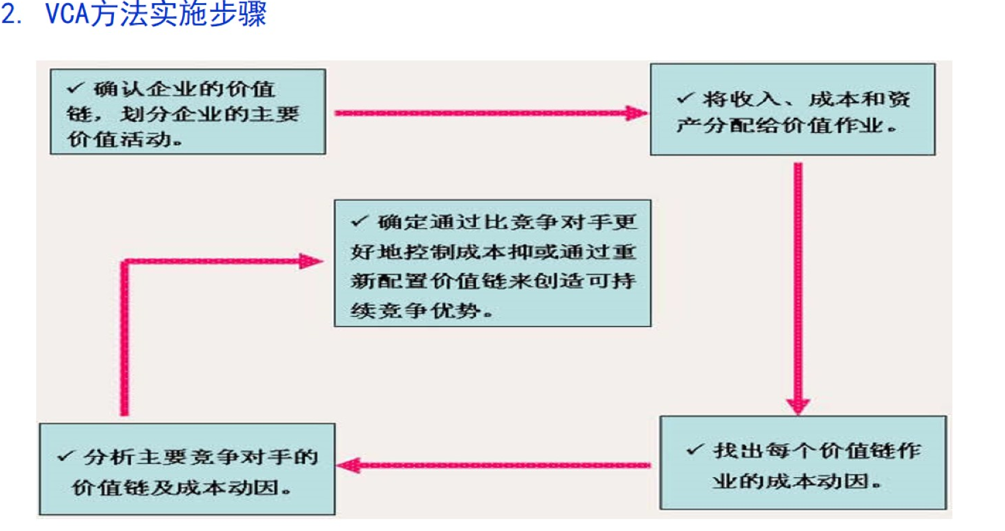 2. VCA方法实施步骤
✓ 确认企业的价值
链，划分企业的主要
价值活动。
✓ 将收入、成本和资
产分配给价值作业。
✓ 找出每个价值链作
业的成本动因。
✓ 分析主要竞争对手的
价值链及成本动因。
✓ 确定通过比竞争对手更
好地控制成本抑或通过重
新配置价值链来创造可持
续竞争优势。